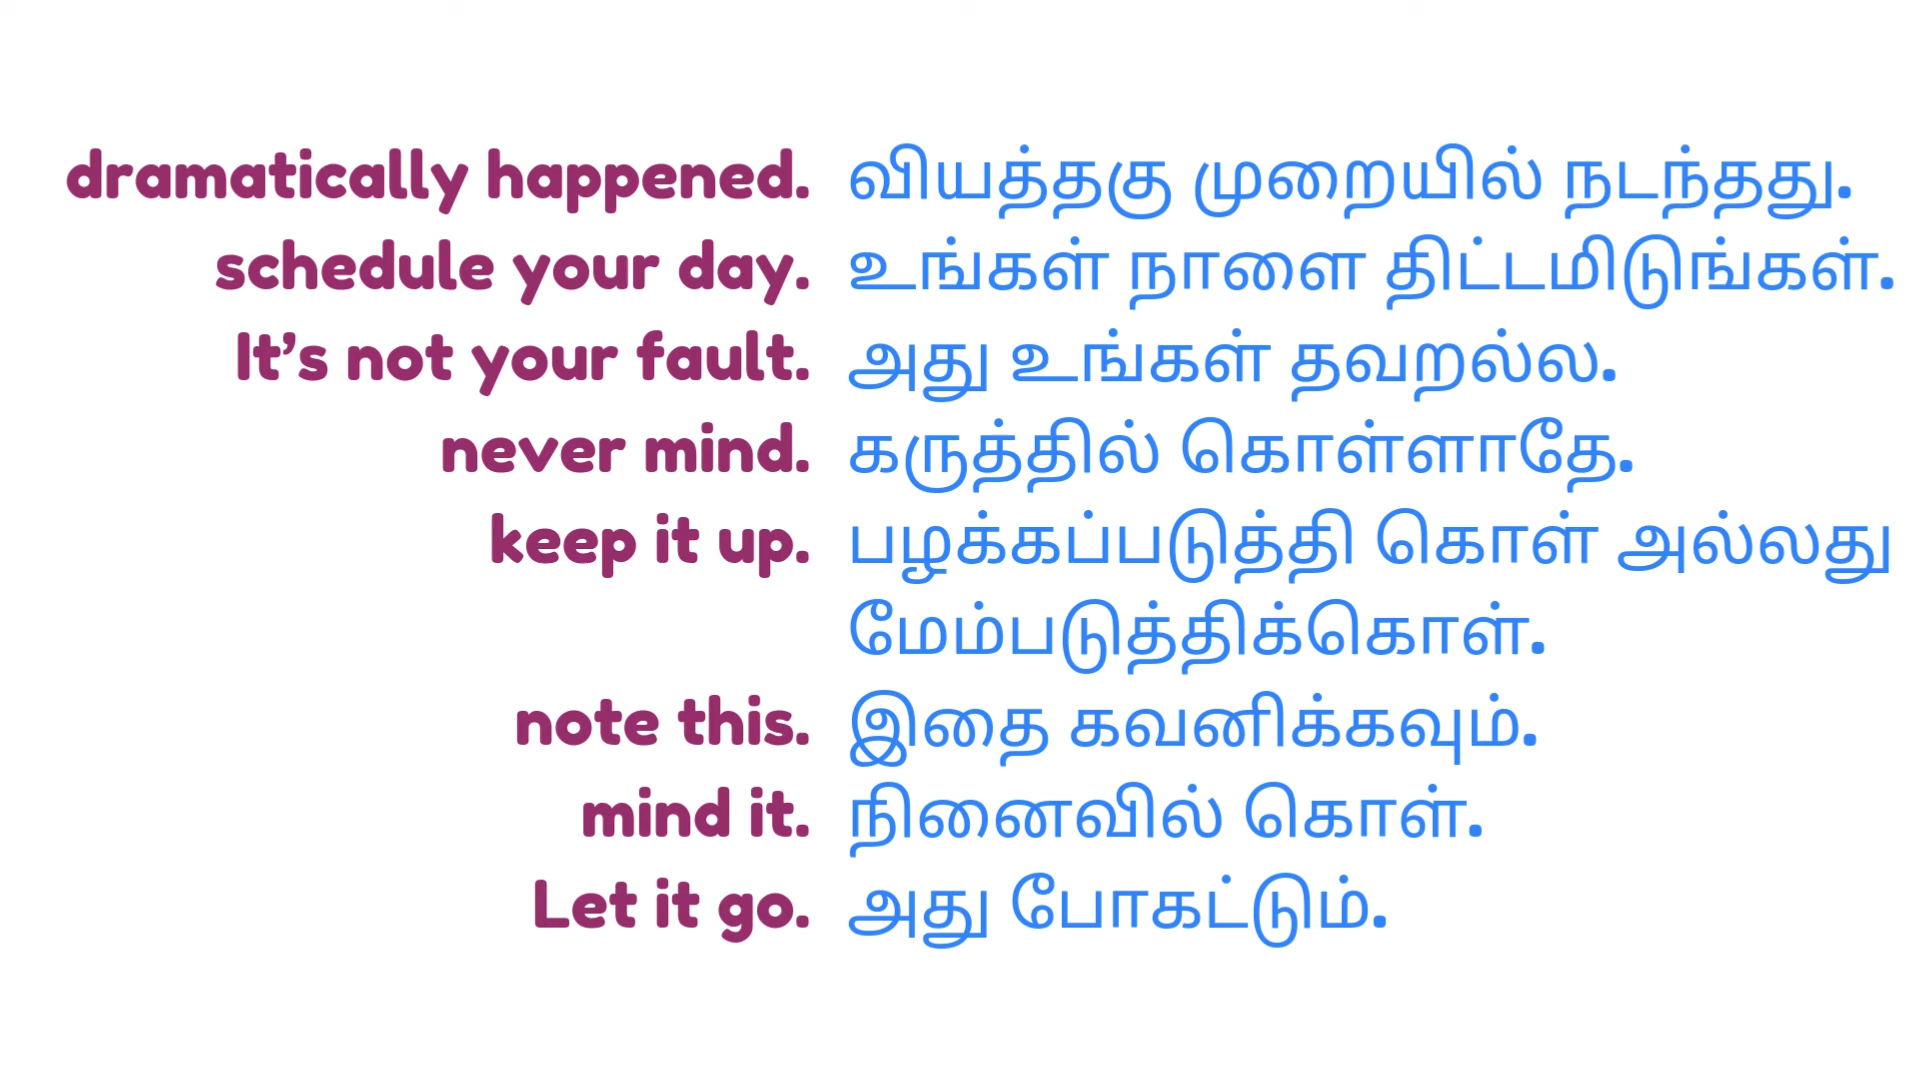 dramatically happened. வியத்தகு முறையில் நடந்தது.
schedule your day. உங்கள் நாளை திட்டமிடுங்கள்.
It’s not your fault. அது உங்கள் தவறல்ல.
never mind. கருத்தில் கொள்ளாதே.
keep it up. பழக்கப்படுத்தி கொள் அல்லது
மேம்படுத்திக்கொள்.
note this. இதை கவனிக்கவும்.
mind it. நினைவில் கொள்.
Let it go. அது போகட்டும்.